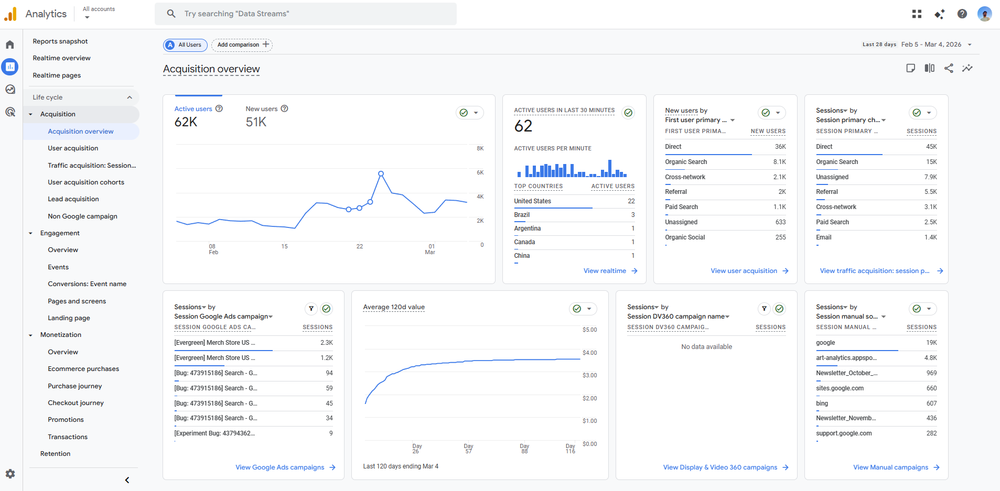 Analytics
All accounts
Try searching "Data Streams"
Reports snapshot
Realtime overview
Realtime pages
Life cycle
Acquisition
Acquisition overview
User acquisition
Traffic acquisition: Session...
User acquisition cohorts
Lead acquisition
Non Google campaign
Engagement
Overview
Events
Conversions: Event name
Pages and screens
Landing page
Monetization
Overview
Ecommerce purchases
Purchase journey
Checkout journey
Promotions
Transactions
Retention
A All Users
Add comparison
Last 28 days Feb 5 - Mar 4, 2026
Acquisition overview
Active users
62K
New users
51K
8K
6K
4K
2K
0
08
Feb
15
22
01
Mar
ACTIVE USERS IN LAST 30 MINUTES
62
ACTIVE USERS PER MINUTE
TOP COUNTRIES ACTIVE USERS
United States 22
Brazil 3
Argentina 1
Canada 1
China 1
View realtime
New users by
First user primary ...
FIRST USER PRIMA... NEW USERS
Direct 36K
Organic Search 8.1K
Cross-network 2.1K
Referral 2K
Paid Search 1.1K
Unassigned 633
Organic Social 255
View user acquisition
Sessions by
Session primary ch...
SESSION PRIMARY ... SESSIONS
Direct 45K
Organic Search 15K
Unassigned 7.9K
Referral 5.5K
Cross-network 3.1K
Paid Search 2.5K
Email 1.4K
View traffic acquisition: session p...
Sessions by
Session Google Ads campaign
SESSION GOOGLE ADS CA... SESSIONS
[Evergreen] Merch Store US ... 2.3K
[Evergreen] Merch Store US ... 1.2K
[Bug: 473915186] Search - G... 94
[Bug: 473915186] Search - G... 59
[Bug: 473915186] Search - G... 45
[Bug: 473915186] Search - G... 34
[Experiment Bug: 43794362... 9
View Google Ads campaigns
Average 120d value
$5.00
$4.00
$3.00
$2.00
$1.00
$0.00
Day
26
Day
57
Day
88
Day
116
Last 120 days ending Mar 4
Sessions by
Session DV360 campaign name
SESSION DV360 CAMPAIG... SESSIONS
No data available
View Display & Video 360 campaigns
Sessions by
Session manual so...
SESSION MANUAL ... SESSIONS
google 19K
art-analytics.appspo... 4.8K
Newsletter_October_... 969
sites.google.com 660
bing 607
Newsletter_Novemb... 436
support.google.com 282
View Manual campaigns